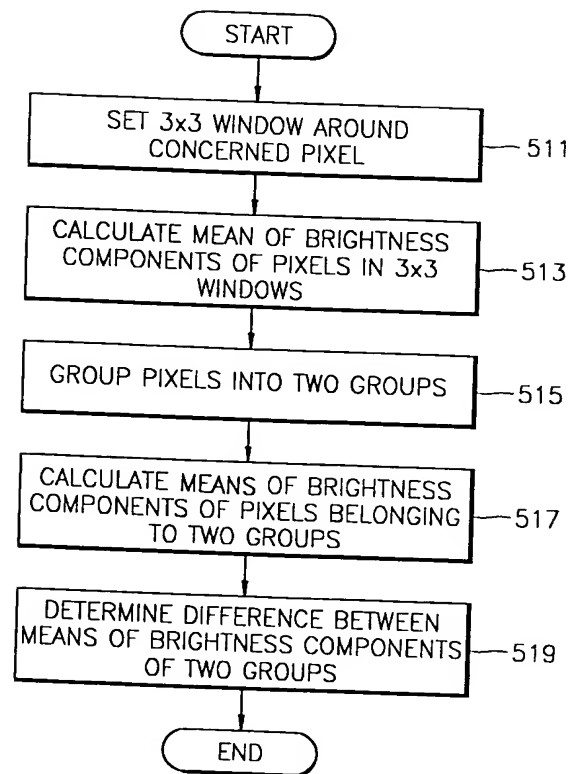 START
SET 3x3 WINDOW AROUND
CONCERNED PIXEL
511
CALCULATE MEAN OF BRIGHTNESS
COMPONENTS OF PIXELS IN 3x3
WINDOWS
513
GROUP PIXELS INTO TWO GROUPS
515
CALCULATE MEANS OF BRIGHTNESS
COMPONENTS OF PIXELS BELONGING
TO TWO GROUPS
517
DETERMINE DIFFERENCE BETWEEN
MEANS OF BRIGHTNESS COMPONENTS
OF TWO GROUPS
519
END